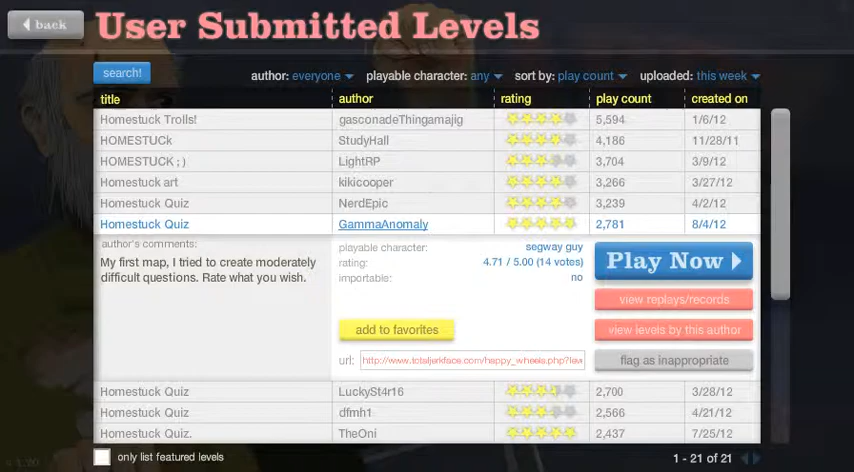 back
User Submitted Levels
search!
author: everyone
playable character: any
sort by: play count
uploaded: this week
title author rating play count created on
Homestuck Trolls! gasconadeThingamajig 5,594 1/6/12
HOMESTUCk StudyHall 4,186 11/28/11
HOMESTUCK ; ) LightRP 3,704 3/9/12
Homestuck art kikicooper 3,266 3/27/12
Homestuck Quiz NerdEpic 3,239 4/2/12
Homestuck Quiz GammaAnomaly 2,781 8/4/12
author's comments:
My first map, I tried to create moderately
difficult questions. Rate what you wish.
playable character: segway guy
rating: 4.71 / 5.00 (14 votes)
importable: no
add to favorites
url: http://www.totaljerkface.com/happy_wheels.php?lev
Play Now
view replays/records
view levels by this author
flag as inappropriate
Homestuck Quiz LuckySt4r16 2,700 3/28/12
Homestuck Quiz dfmh1 2,566 4/21/12
Homestuck Quiz. TheOni 2,437 7/25/12
only list featured levels
1 - 21 of 21